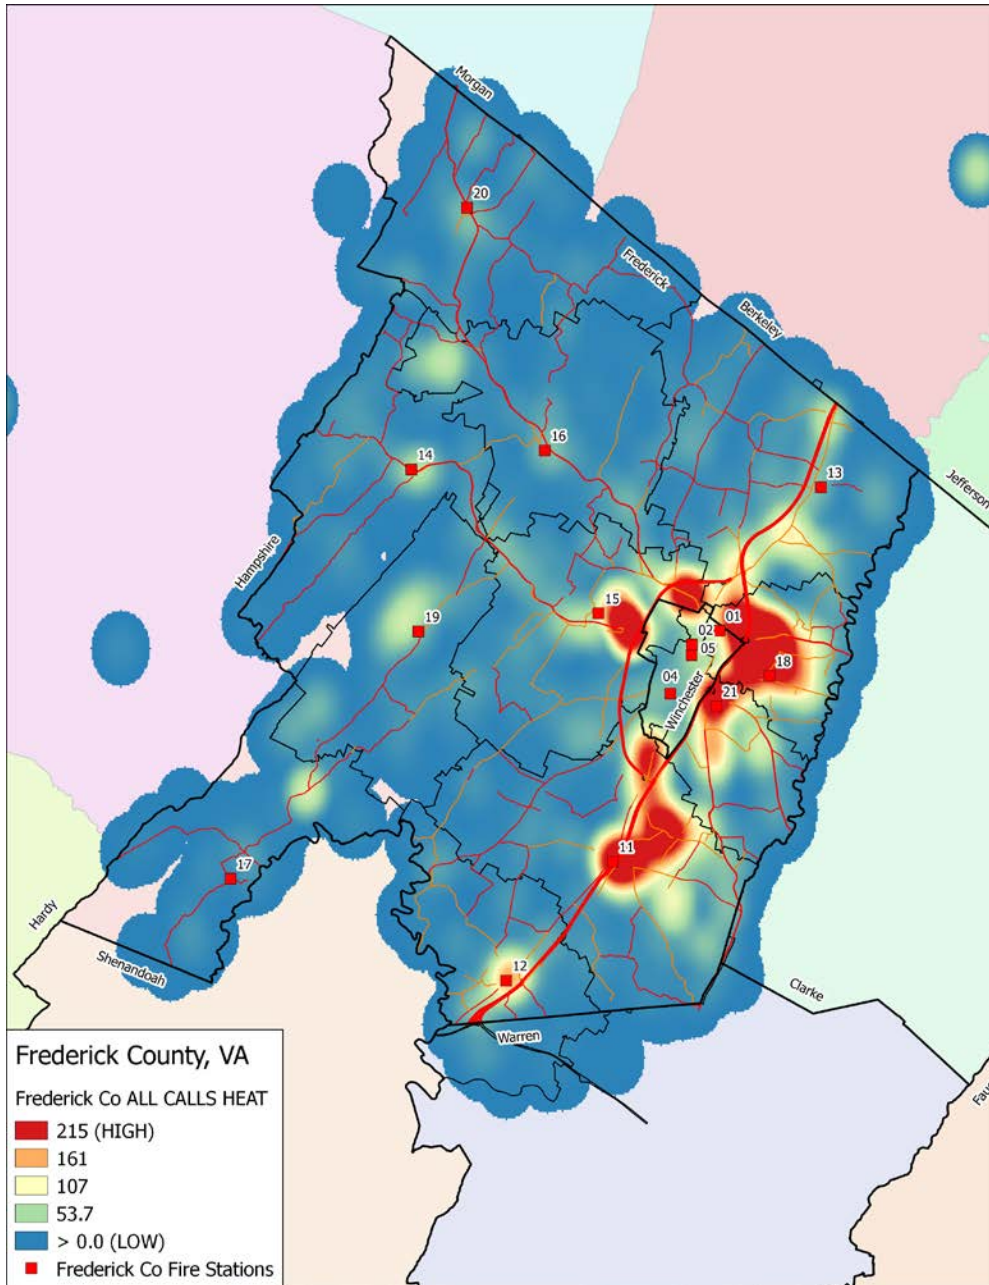 Morgan
20
Frederick
Berkeley
16
14
13
Jefferson
Hampshire
15
19
01
02
05
18
04
21
Winchester
11
17
Hardy
Shenandoah
12
Clarke
Warren
Fau
Frederick County, VA
Frederick Co ALL CALLS HEAT
215 (HIGH)
161
107
53.7
> 0.0 (LOW)
Frederick Co Fire Stations